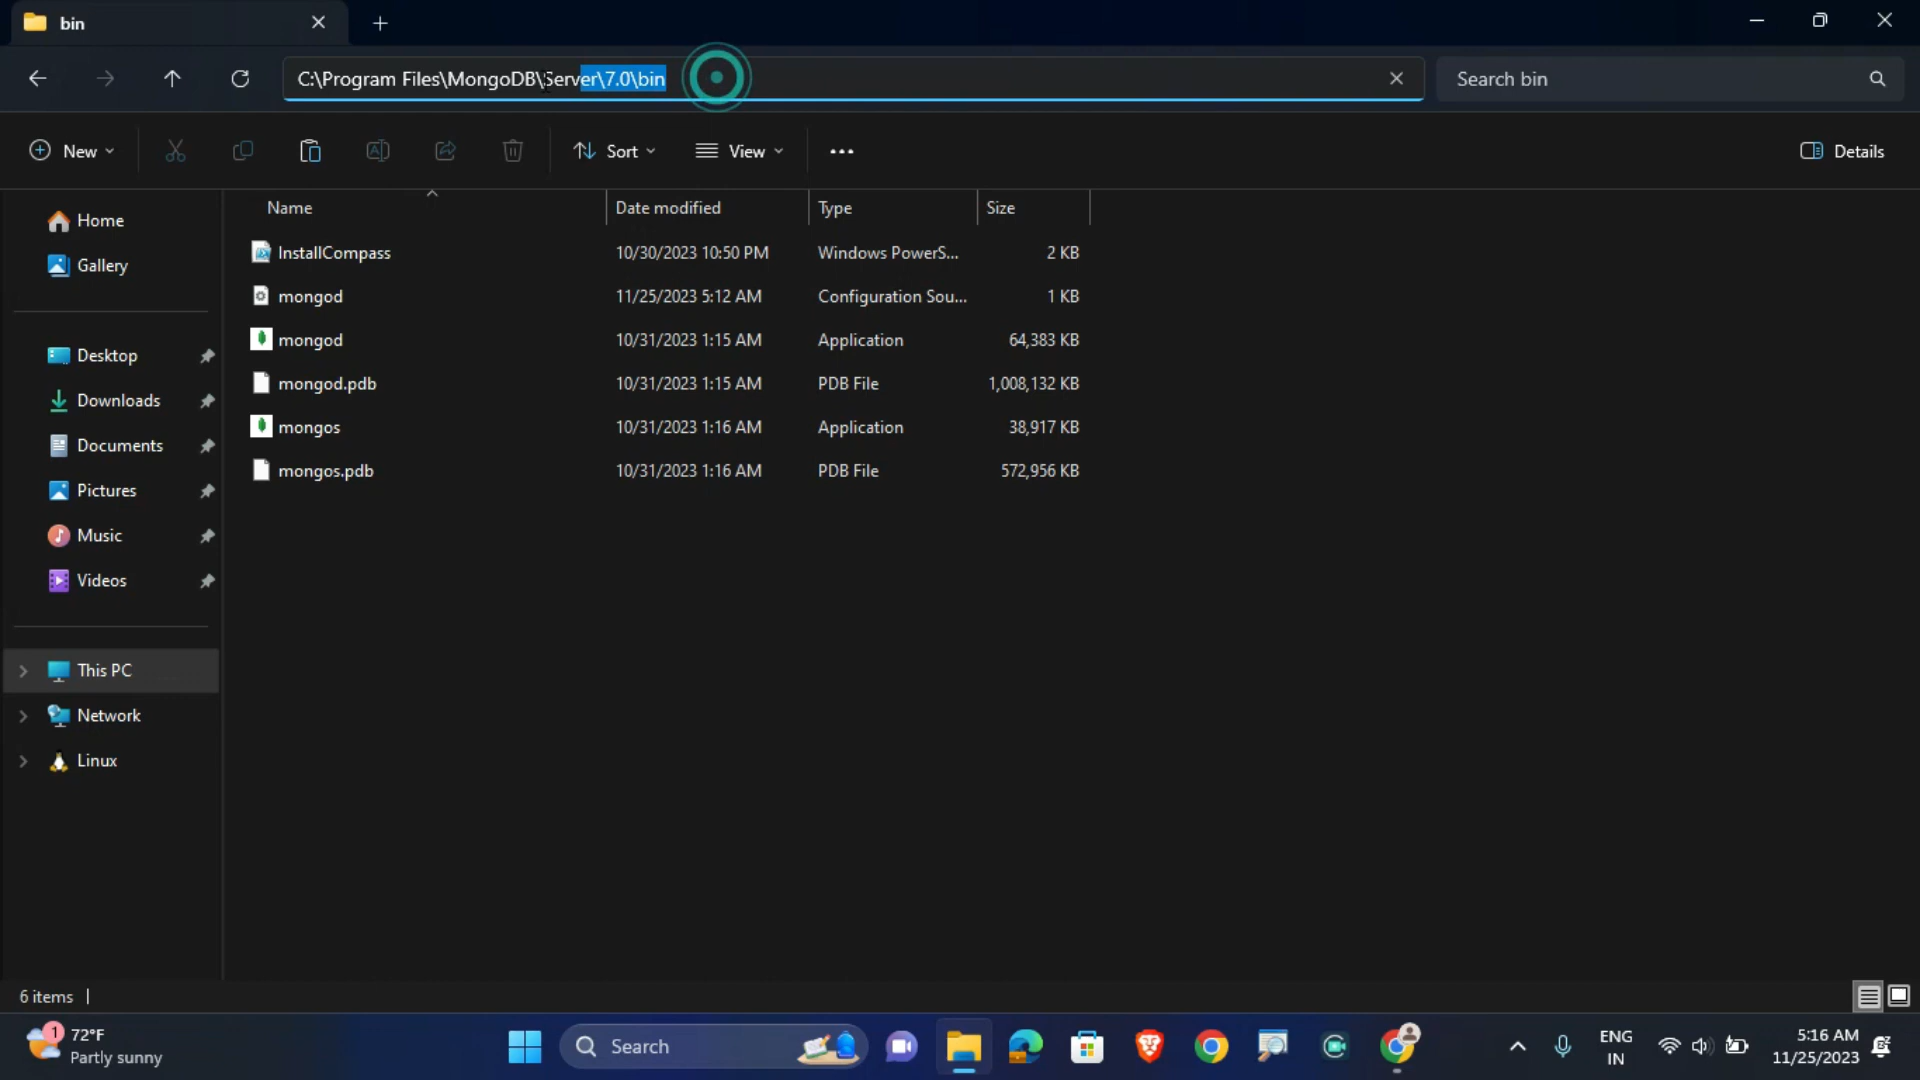 bin
C:\Program Files\MongoDB\Server\7.0\bin
Search bin
New
Sort
View
Details
Name Date modified Type Size
InstallCompass 10/30/2023 10:50 PM Windows PowerS... 2 KB
mongod 11/25/2023 5:12 AM Configuration Sou... 1 KB
mongod 10/31/2023 1:15 AM Application 64,383 KB
mongod.pdb 10/31/2023 1:15 AM PDB File 1,008,132 KB
mongos 10/31/2023 1:16 AM Application 38,917 KB
mongos.pdb 10/31/2023 1:16 AM PDB File 572,956 KB
Home
Gallery
Desktop
Downloads
Documents
Pictures
Music
Videos
This PC
Network
Linux
6 items
1
72°F
Partly sunny
Search
ENG
IN
5:16 AM
11/25/2023